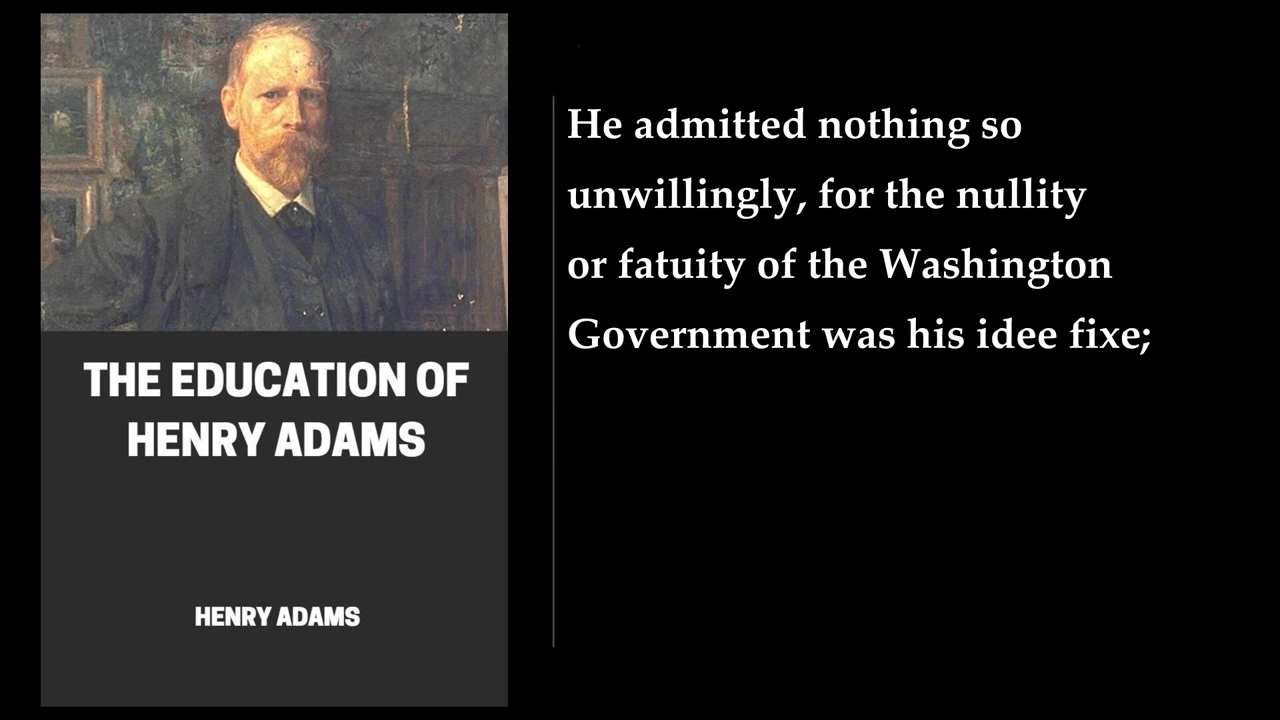 THE EDUCATION OF
HENRY ADAMS
HENRY ADAMS
He admitted nothing so
unwillingly, for the nullity
or fatuity of the Washington
Government was his idee fixe;